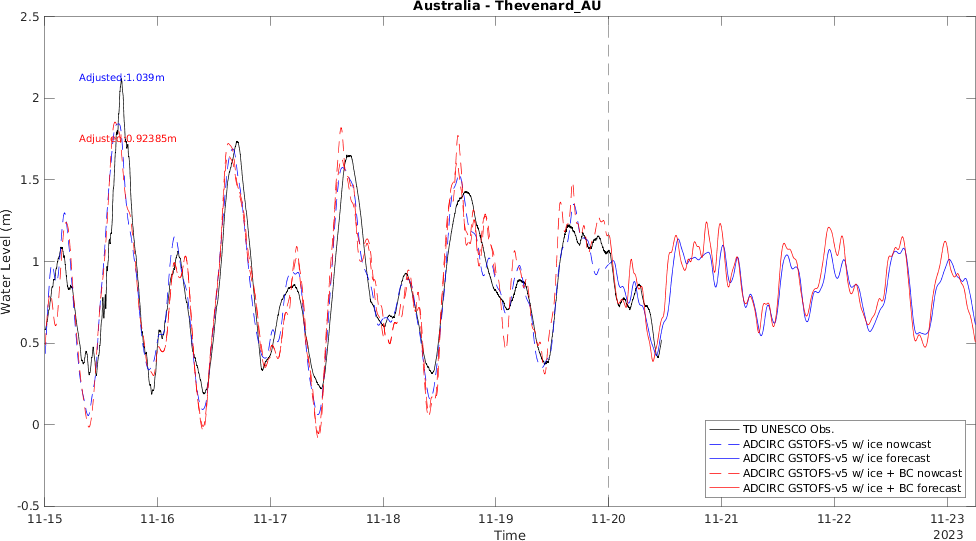 Australia - Thevenard_AU
2.5
2
1.5
1
0.5
0
-0.5
Water Level (m)
Adjusted:1.039m
Adjusted:0.92385m
TD UNESCO Obs.
ADCIRC GSTOFS-v5 w/ ice nowcast
ADCIRC GSTOFS-v5 w/ ice forecast
ADCIRC GSTOFS-v5 w/ ice + BC nowcast
ADCIRC GSTOFS-v5 w/ ice + BC forecast
11-15 11-16 11-17 11-18 11-19 11-20 11-21 11-22 11-23
Time
2023